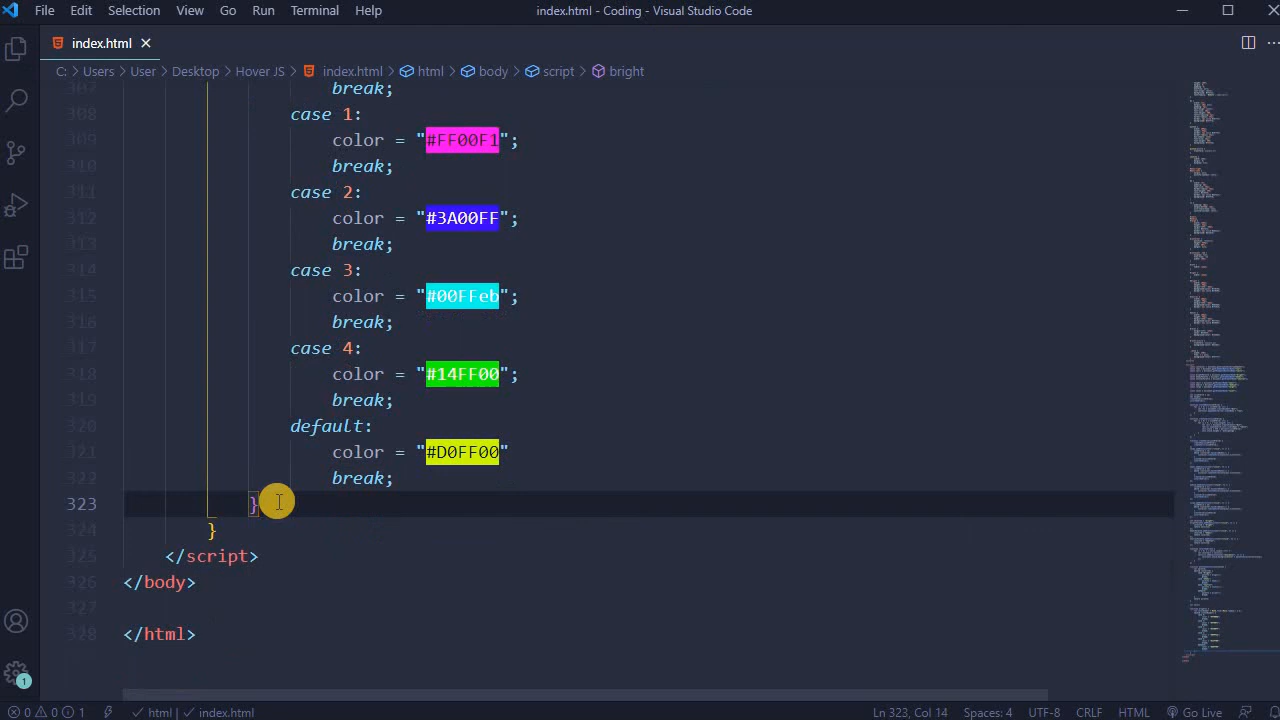 File Edit Selection View Go Run Terminal Help index.html - Coding - Visual Studio Code
index.html
C: Users User Desktop Hover JS index.html html body script bright
307 break;
308 case 1:
309 color = "#FF00F1";
310 break;
311 case 2:
312 color = "#3A00FF";
313 break;
314 case 3:
315 color = "#00FFeb";
316 break;
317 case 4:
318 color = "#14FF00";
319 break;
320 default:
321 color = "#D0FF00"
322 break;
323 }
324 }
325 </script>
326 </body>
327
328 </html>
1
0 0 1 html | index.html Ln 323, Col 14 Spaces: 4 UTF-8 CRLF HTML Go Live